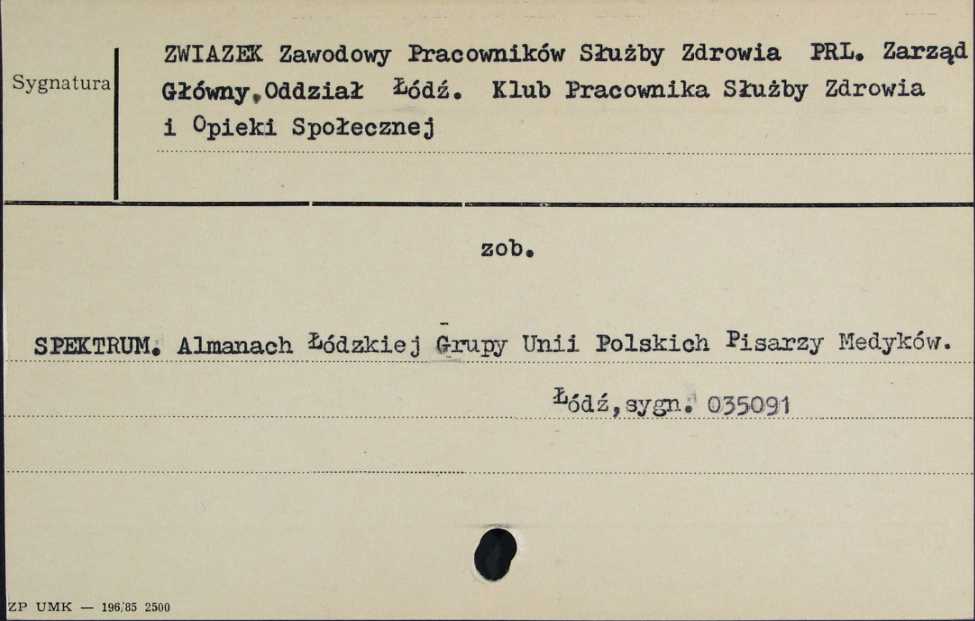 ZWIAZEK Zawodowy Pracowników Służby Zdrowia PRL. Zarząd
Sygnatura
Główny,Oddział Łódź. Klub Pracownika Służby Zdrowia
i Opieki Społecznej
zob.
SPEKTRUM. Almanach Łódzkiej Grupy Unii Polskich Pisarzy Medyków.
Łódź,sygn. 035091
ZP UMK — 196/85 2500